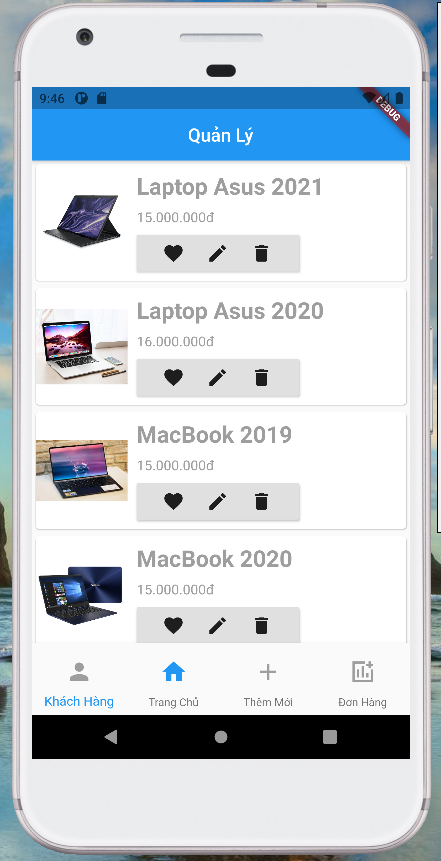 9:46
DEBUG
Quản Lý
Laptop Asus 2021
15.000.000đ
Laptop Asus 2020
16.000.000đ
MacBook 2019
15.000.000đ
MacBook 2020
15.000.000đ
Khách Hàng
Trang Chủ
Thêm Mới
Đơn Hàng